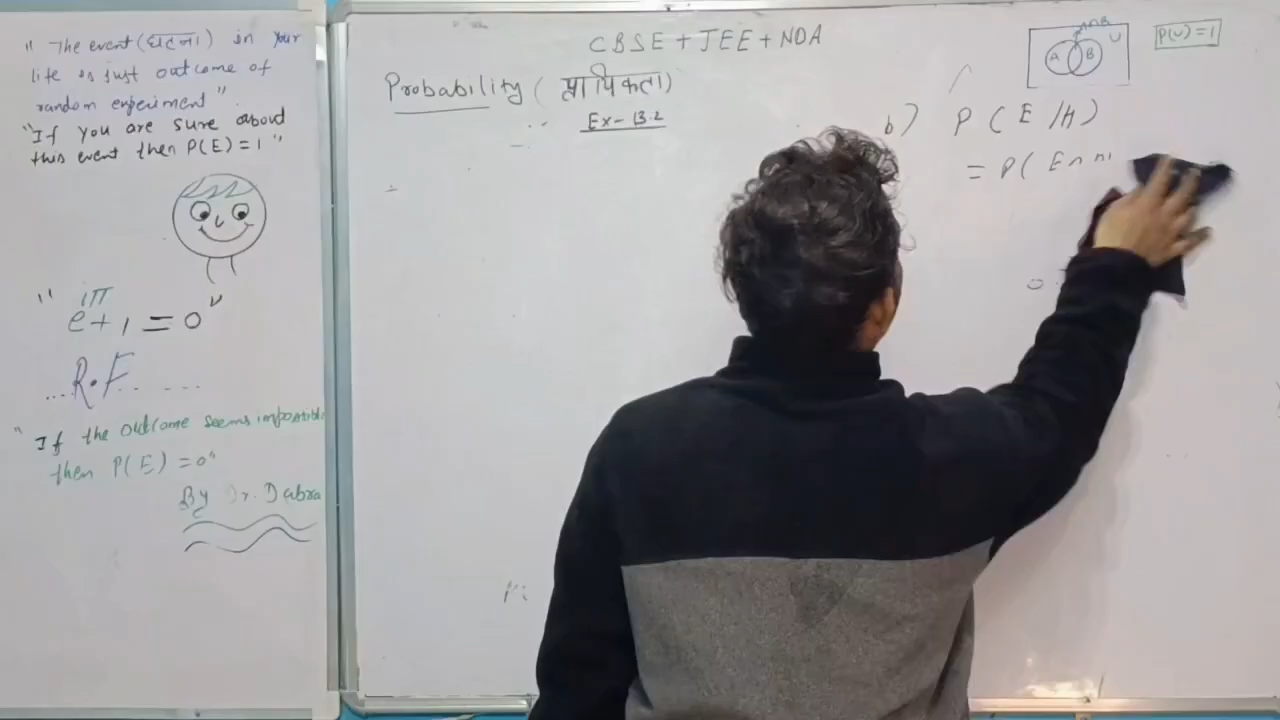 " The event (घटना) in your
life is just outcome of
random experiment".
"If you are sure about
this event then P(E)=1 "
" e^iπ + 1 = 0 "
... R.F. ....
" If the outcome seems impossible
then P(E) =0"
By Dr. Dabra
CBSE + JEE + NDA
Probability (प्रायिकता)
Ex- 13.2
A∩B
A B U
P(U) = 1
b) P ( E /H )
= P( E∩